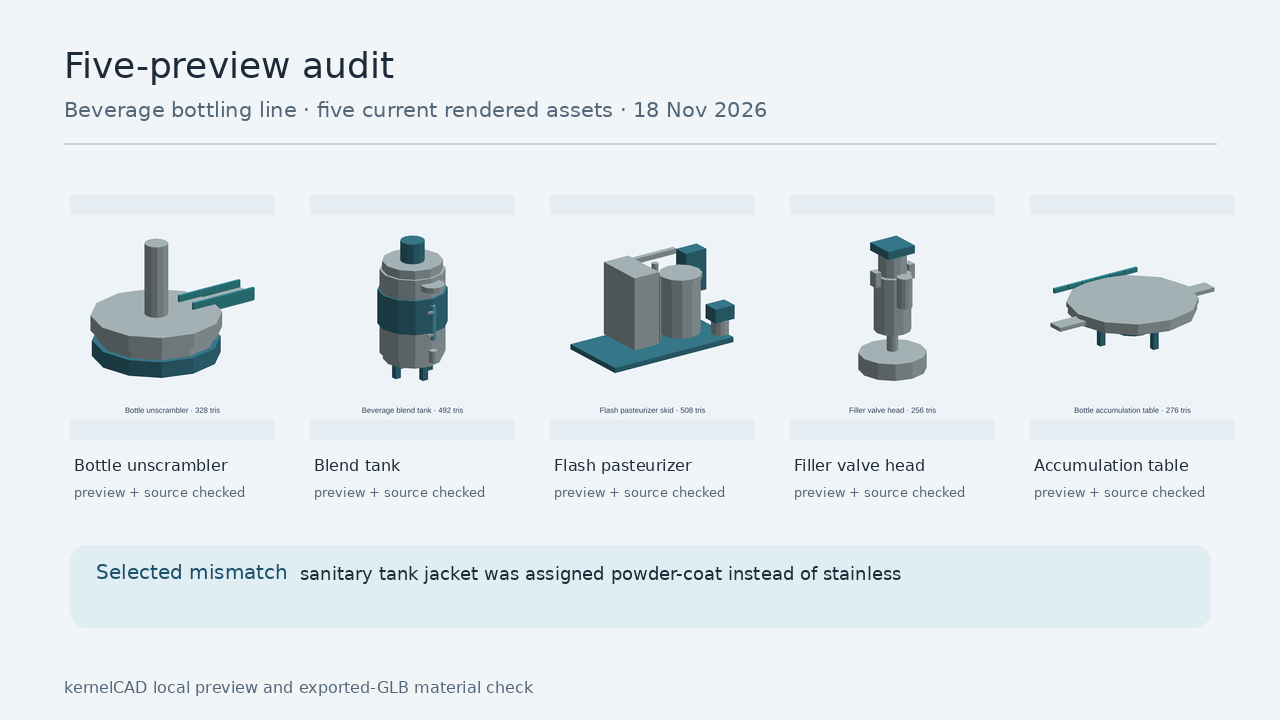 Five-preview audit
Beverage bottling line · five current rendered assets · 18 Nov 2026
Bottle unscrambler · 328 tris
Beverage blend tank · 492 tris
Flash pasteurizer skid · 508 tris
Filler valve head · 256 tris
Bottle accumulation table · 276 tris
Bottle unscrambler
preview + source checked
Blend tank
preview + source checked
Flash pasteurizer
preview + source checked
Filler valve head
preview + source checked
Accumulation table
preview + source checked
Selected mismatch sanitary tank jacket was assigned powder-coat instead of stainless
kernelCAD local preview and exported-GLB material check